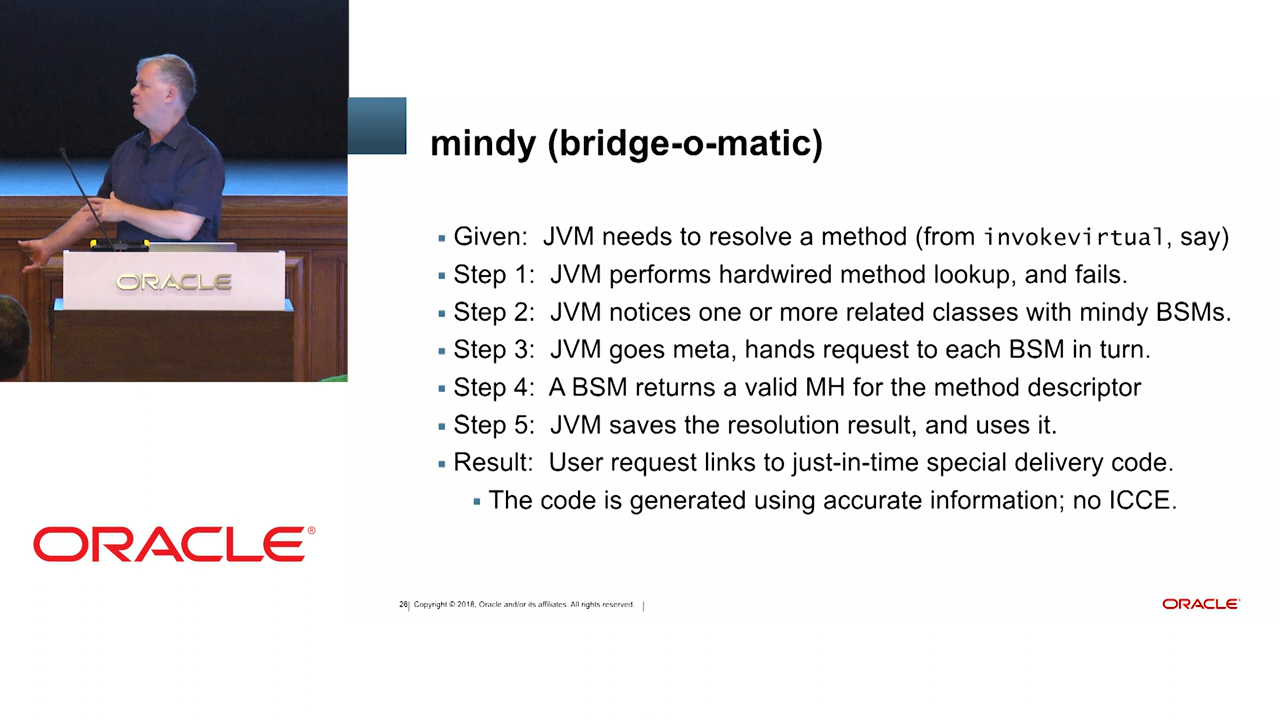 ORACLE
ORACLE®
mindy (bridge-o-matic)
▪ Given: JVM needs to resolve a method (from invokevirtual, say)
▪ Step 1: JVM performs hardwired method lookup, and fails.
▪ Step 2: JVM notices one or more related classes with mindy BSMs.
▪ Step 3: JVM goes meta, hands request to each BSM in turn.
▪ Step 4: A BSM returns a valid MH for the method descriptor
▪ Step 5: JVM saves the resolution result, and uses it.
▪ Result: User request links to just-in-time special delivery code.
▪ The code is generated using accurate information; no ICCE.
26| Copyright © 2018, Oracle and/or its affiliates. All rights reserved. |
ORACLE®